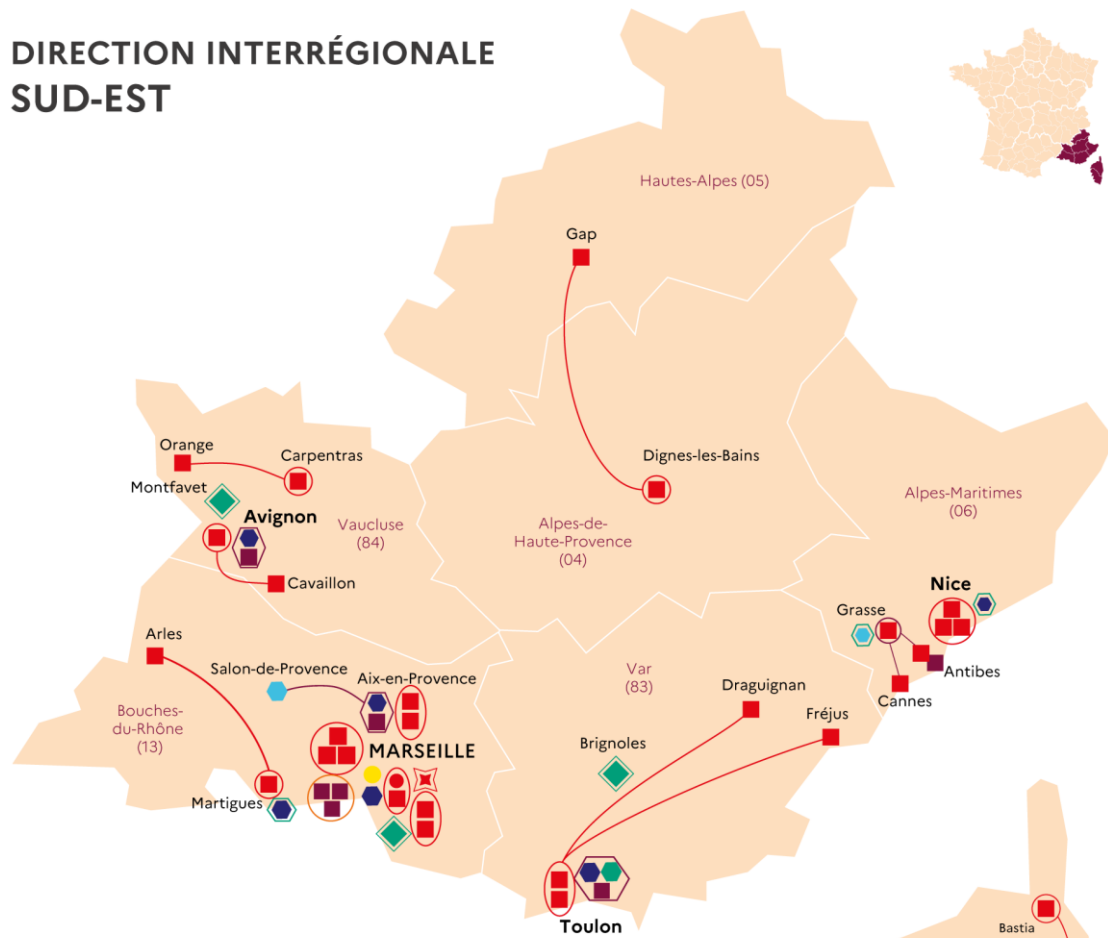 DIRECTION INTERRÉGIONALE
SUD-EST
Hautes-Alpes (05)
Gap
Orange
Carpentras
Montfavet
Dignes-les-Bains
Avignon
Vaucluse
(84)
Alpes-de-
Haute-Provence
(04)
Alpes-Maritimes
(06)
Cavaillon
Nice
Grasse
Arles
Salon-de-Provence
Aix-en-Provence
Var
(83)
Antibes
Draguignan
Cannes
Bouches-
du-Rhône
(13)
Fréjus
MARSEILLE
Brignoles
Martigues
Toulon
Bastia